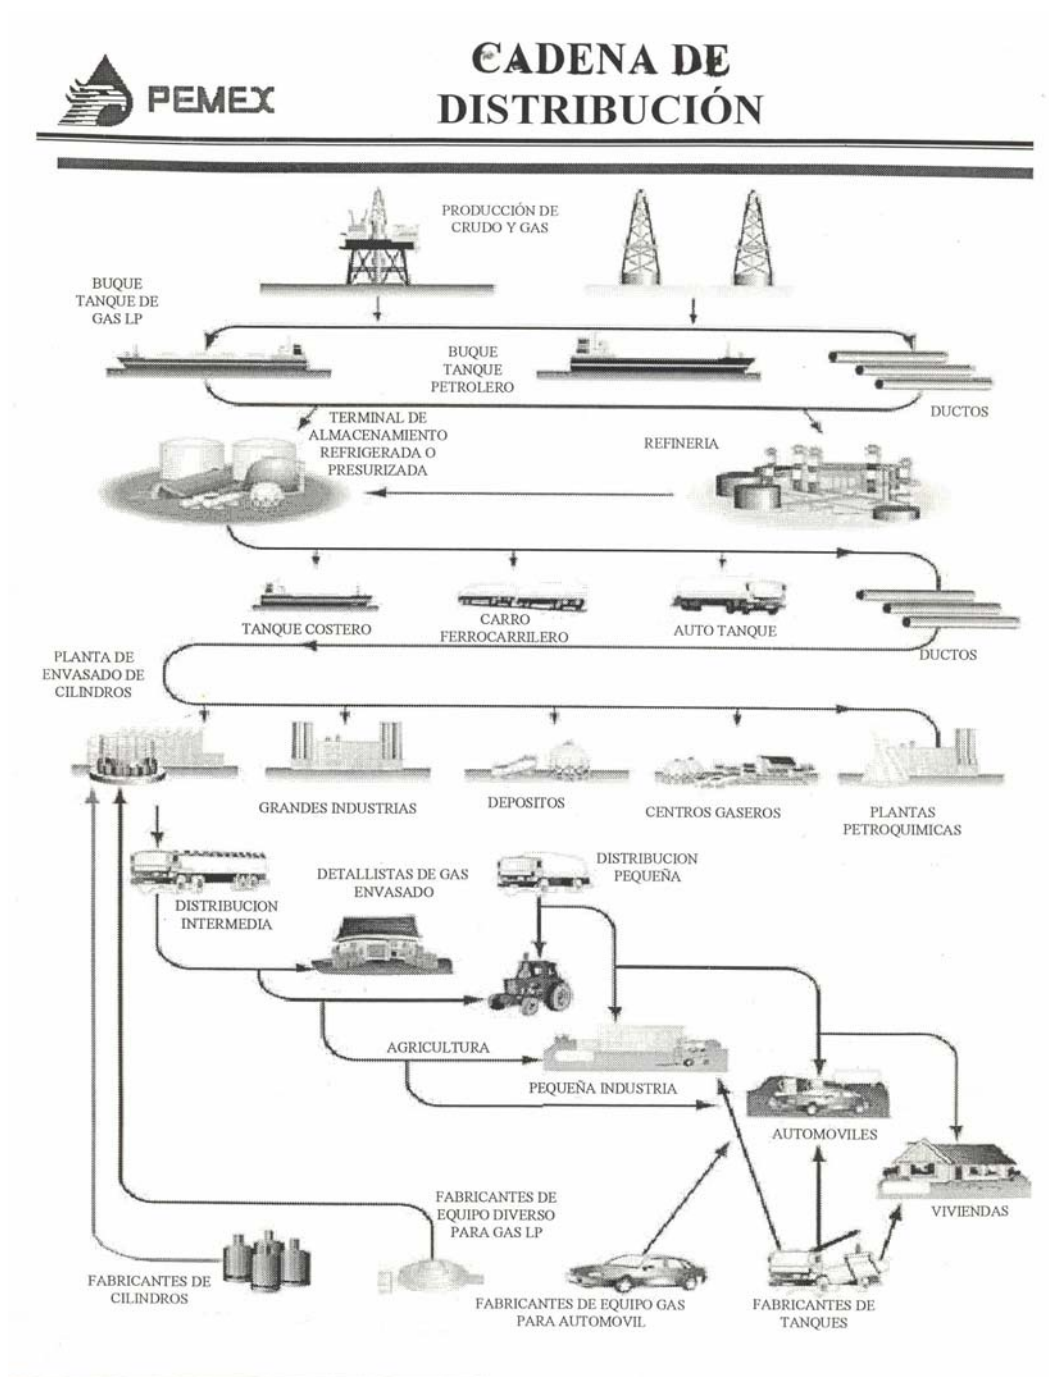 PEMEX
CADENA DE
DISTRIBUCIÓN
PRODUCCIÓN DE
CRUDO Y GAS
BUQUE
TANQUE DE
GAS LP
BUQUE
TANQUE
PETROLERO
DUCTOS
TERMINAL DE
ALMACENAMIENTO
REFRIGERADA O
PRESURIZADA
REFINERIA
TANQUE COSTERO
CARRO
FERROCARRILERO
AUTO TANQUE
DUCTOS
PLANTA DE
ENVASADO DE
CILINDROS
GRANDES INDUSTRIAS
DEPOSITOS
CENTROS GASEROS
PLANTAS
PETROQUIMICAS
DISTRIBUCION
INTERMEDIA
DETALLISTAS DE GAS
ENVASADO
DISTRIBUCION
PEQUEÑA
AGRICULTURA
PEQUEÑA INDUSTRIA
AUTOMOVILES
VIVIENDAS
FABRICANTES DE
CILINDROS
FABRICANTES DE
EQUIPO DIVERSO
PARA GAS LP
FABRICANTES DE EQUIPO GAS
PARA AUTOMOVIL
FABRICANTES DE
TANQUES